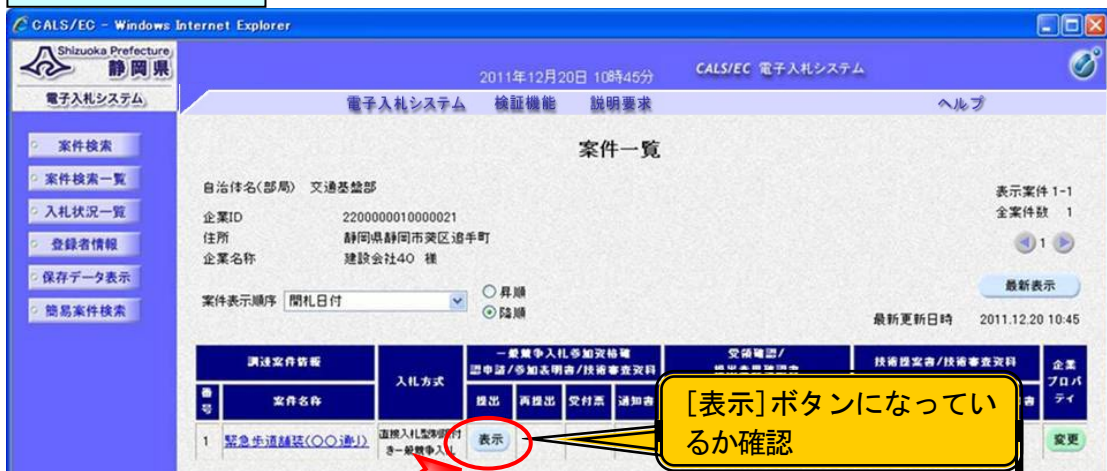 CALS/EC - Windows Internet Explorer
Shizuoka Prefecture
静岡県
電子入札システム
2011年12月20日 10時45分
CALS/EC 電子入札システム
電子入札システム 検証機能 説明要求 ヘルプ
案件検索
案件検索一覧
入札状況一覧
登録者情報
保存データ表示
簡易案件検索
案件一覧
自治体名(部局) 交通基盤部
企業ID 2200000010000021
住所 静岡県静岡市葵区追手町
企業名称 建設会社40 様
表示案件 1-1
全案件数 1
1
案件表示順序 開札日付
昇順
降順
最新表示
最新更新日時 2011.12.20 10:45
調達案件情報
番号
案件名称
入札方式
一般競争入札参加資格確
認申請/参加表明書/技術審査資料
提出 再提出 受付票 通知書
受領確認/
技術提案書/技術審査資料
企業プロパティ
1 緊急歩道舗装(〇〇通り)
表示
変更
[表示]ボタンになってい
るか確認